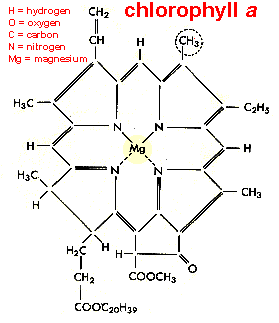 H = hydrogen
O = oxygen
C = carbon
N = nitrogen
Mg = magnesium
chlorophyll a
CH₂
CH
H
CH₃
H₃C
C₂H₅
N
N
H
Mg
H
N
N
H₃C
CH₃
H
H
H₂C
H
O
CH₂
COOCH₃
COOC20H39